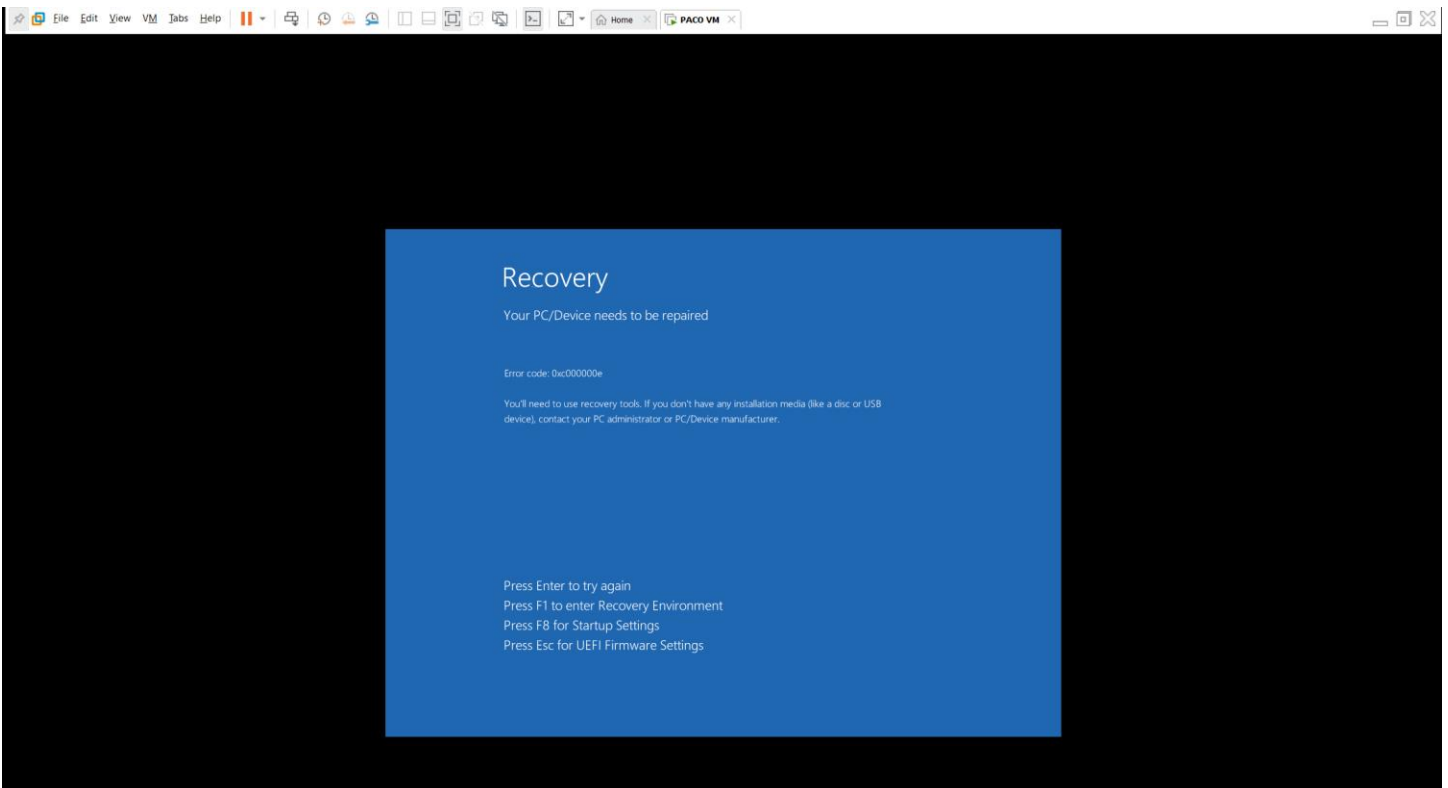 File Edit View VM Tabs Help Home PACO VM
Recovery
Your PC/Device needs to be repaired
Error code: 0xc000000e
You'll need to use recovery tools. If you don't have any installation media (like a disc or USB
device), contact your PC administrator or PC/Device manufacturer.
Press Enter to try again
Press F1 to enter Recovery Environment
Press F8 for Startup Settings
Press Esc for UEFI Firmware Settings